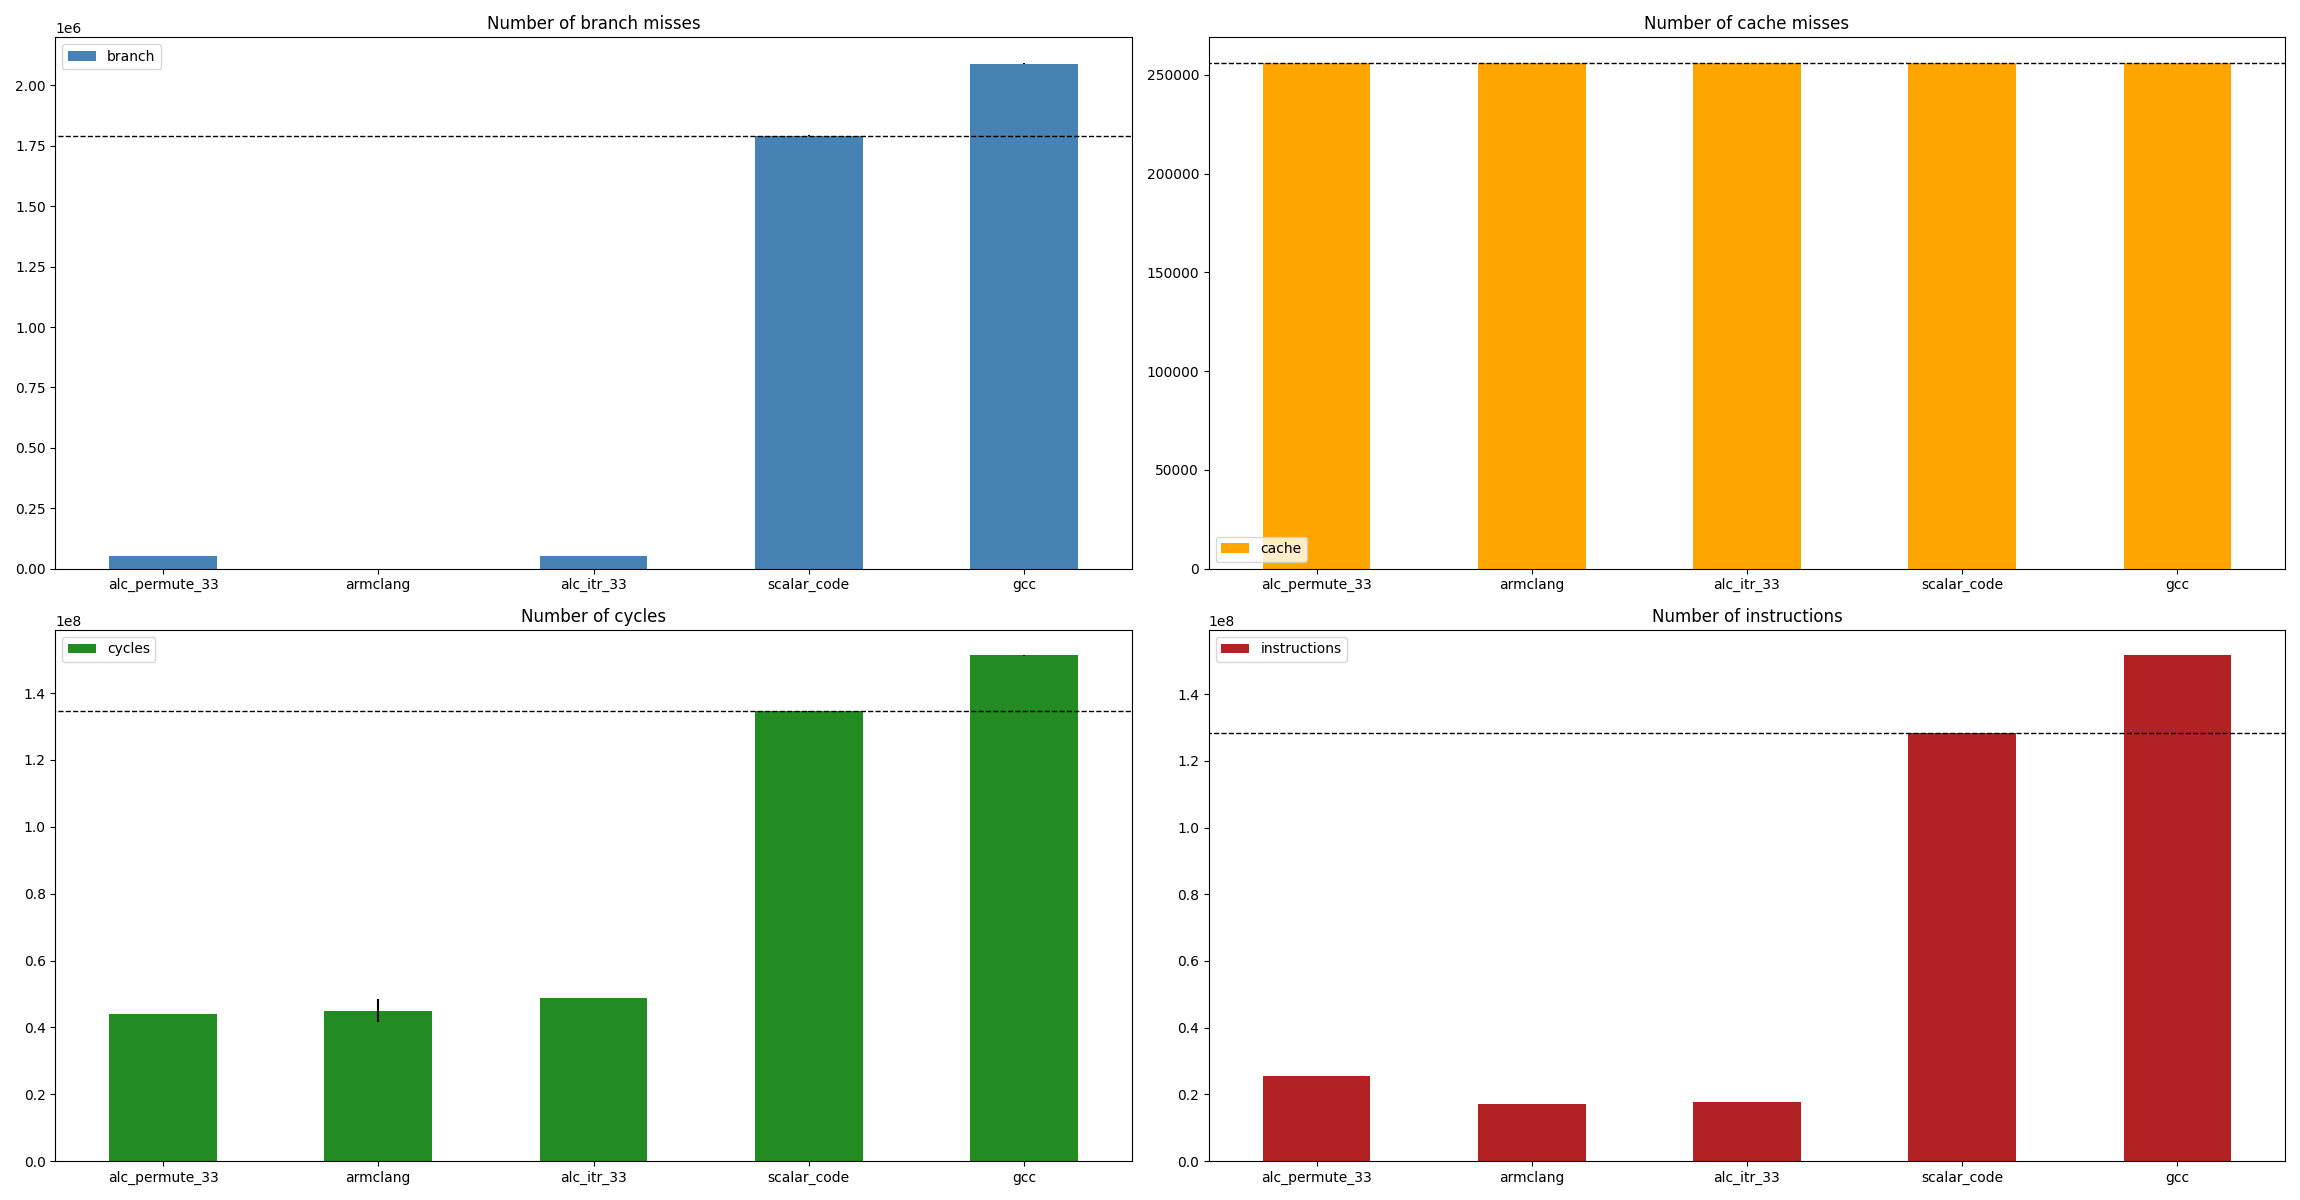 Number of branch misses
1e6
branch
2.00
1.75
1.50
1.25
1.00
0.75
0.50
0.25
0.00
alc_permute_33 armclang alc_itr_33 scalar_code gcc
Number of cache misses
250000
200000
150000
100000
50000
0
cache
alc_permute_33 armclang alc_itr_33 scalar_code gcc
Number of cycles
1e8
cycles
1.4
1.2
1.0
0.8
0.6
0.4
0.2
0.0
alc_permute_33 armclang alc_itr_33 scalar_code gcc
Number of instructions
1e8
instructions
1.4
1.2
1.0
0.8
0.6
0.4
0.2
0.0
alc_permute_33 armclang alc_itr_33 scalar_code gcc